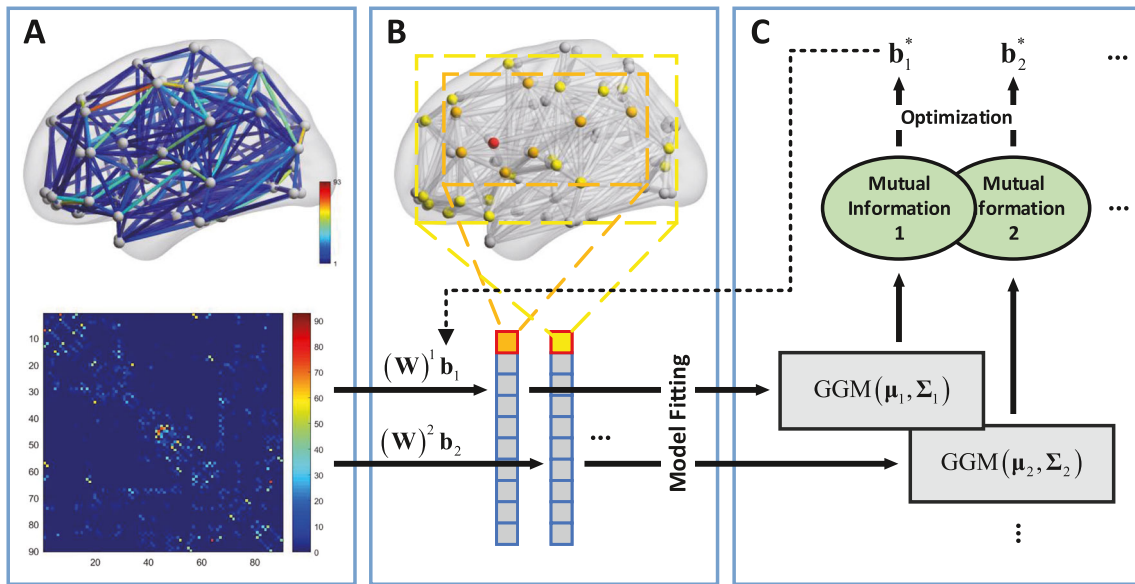 A
93
1
10
20
30
40
50
60
70
80
90
20
40
60
80
90
80
70
60
50
40
30
20
10
0
B
(W)¹ b₁
(W)² b₂
...
Model Fitting
C
b₁* b₂* ...
Optimization
Mutual Information 1
Mutual formation 2
...
GGM(μ₁, Σ₁)
GGM(μ₂, Σ₂)
⋮